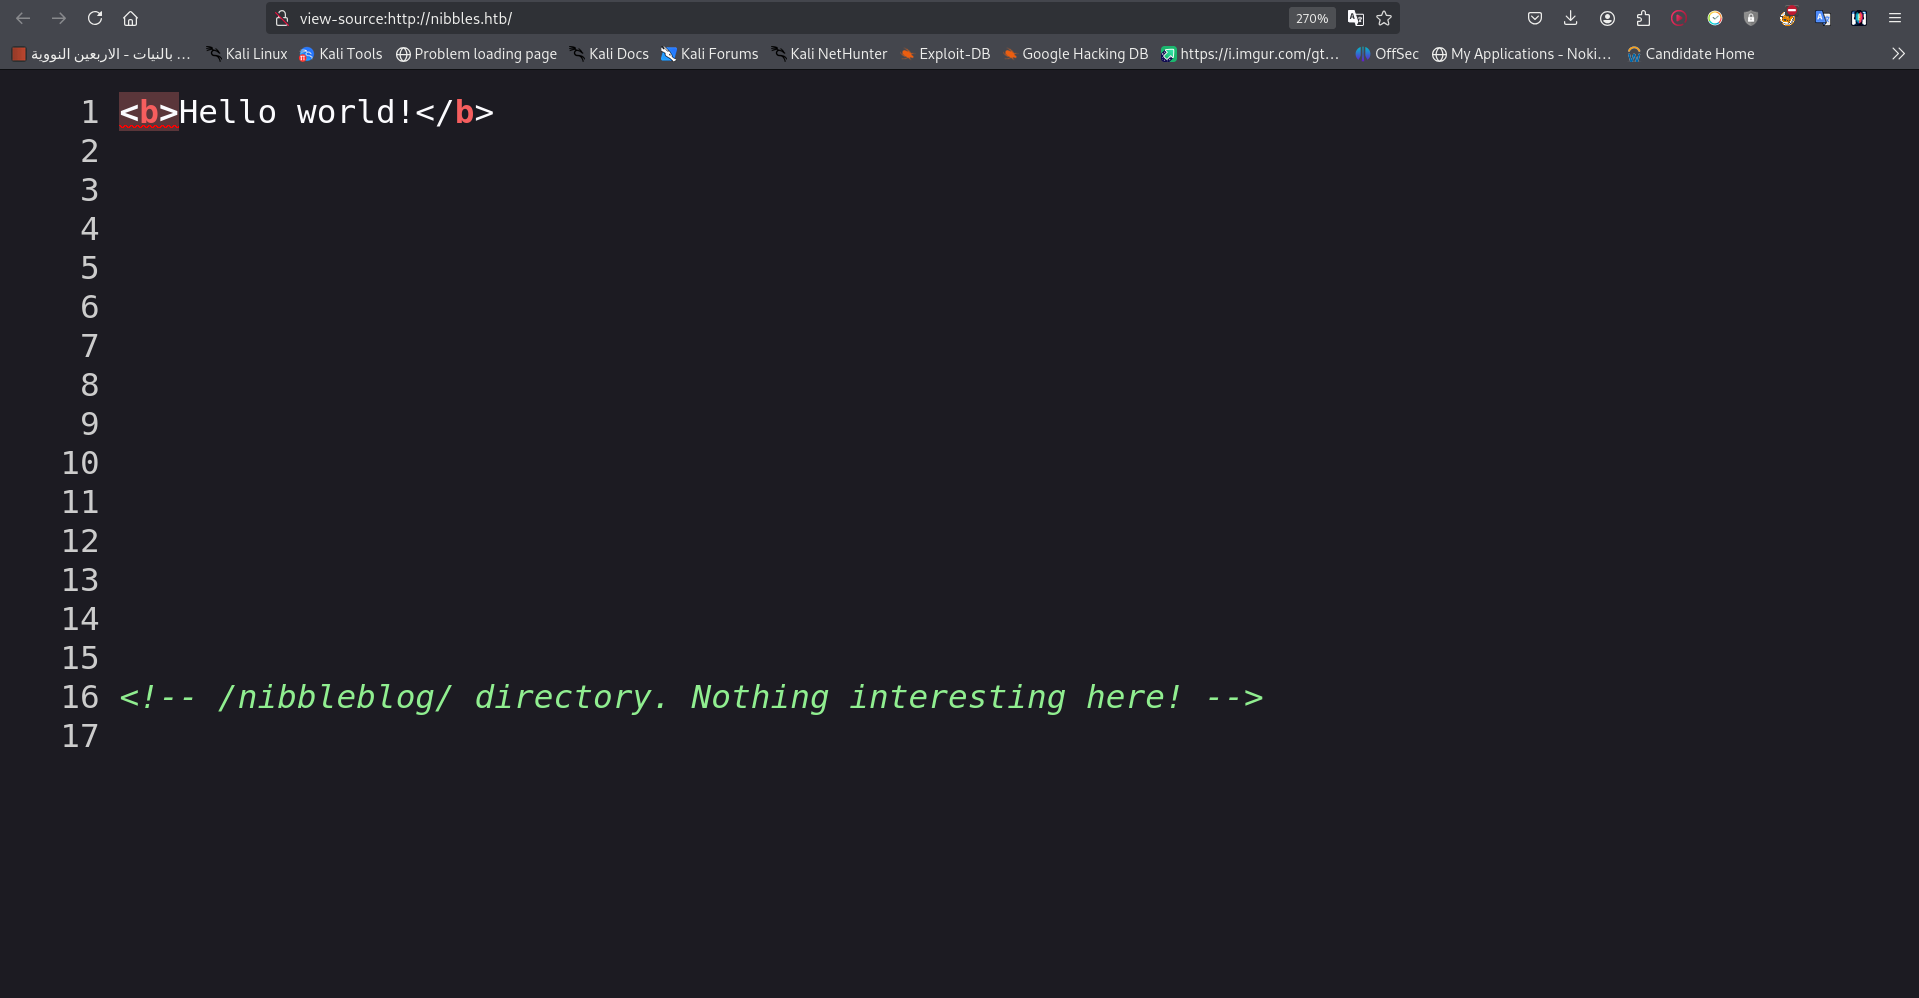 view-source:http://nibbles.htb/
270%
بالنيات - الاربعين النووية ...
Kali Linux
Kali Tools
Problem loading page
Kali Docs
Kali Forums
Kali NetHunter
Exploit-DB
Google Hacking DB
https://i.imgur.com/gt...
OffSec
My Applications - Noki...
Candidate Home
1 <b>Hello world!</b>
2
3
4
5
6
7
8
9
10
11
12
13
14
15
16 <!-- /nibbleblog/ directory. Nothing interesting here! -->
17